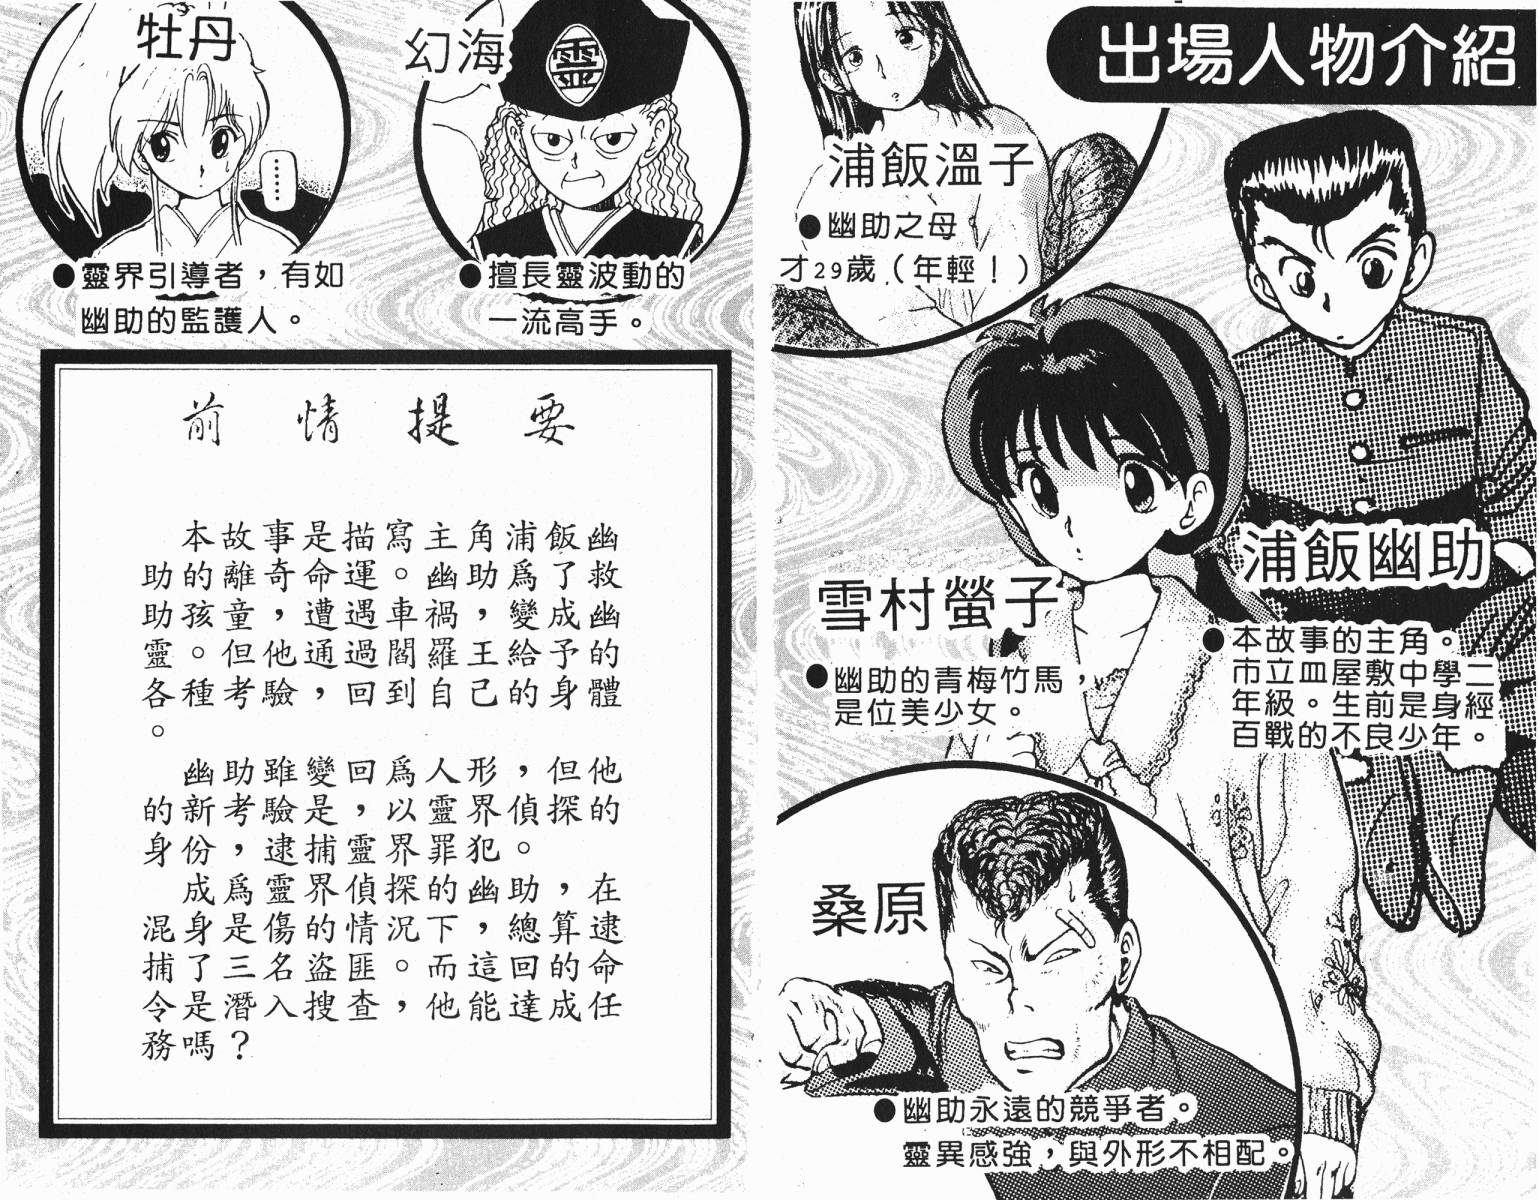 出場人物介紹
浦飯幽助
●本故事的主角。
市立皿屋敷中學二
年級。生前是身經
百戰的不良少年。
浦飯溫子
●幽助之母
才29歲（年輕！）
雪村螢子
●幽助的青梅竹馬，
是位美少女。
桑原
●幽助永遠的競爭者。
靈異感強，與外形不相配。
幻海
靈
●擅長靈波動的
一流高手。
牡丹
……
●靈界引導者，有如
幽助的監護人。
前情提要
本故事是描寫主角浦飯幽
助的離奇命運。幽助爲了救
助孩童，遭遇車禍，變成幽
靈。但他通過閻羅王給予的
各種考驗，回到自己的身體
。
幽助雖變回爲人形，但他
的新考驗是，以靈界偵探的
身份，逮捕靈界罪犯。
成爲靈界偵探的幽助，在
混身是傷的情況下，總算逮
捕了三名盜匪。而這回的命
令是潛入搜查，他能達成任
務嗎？